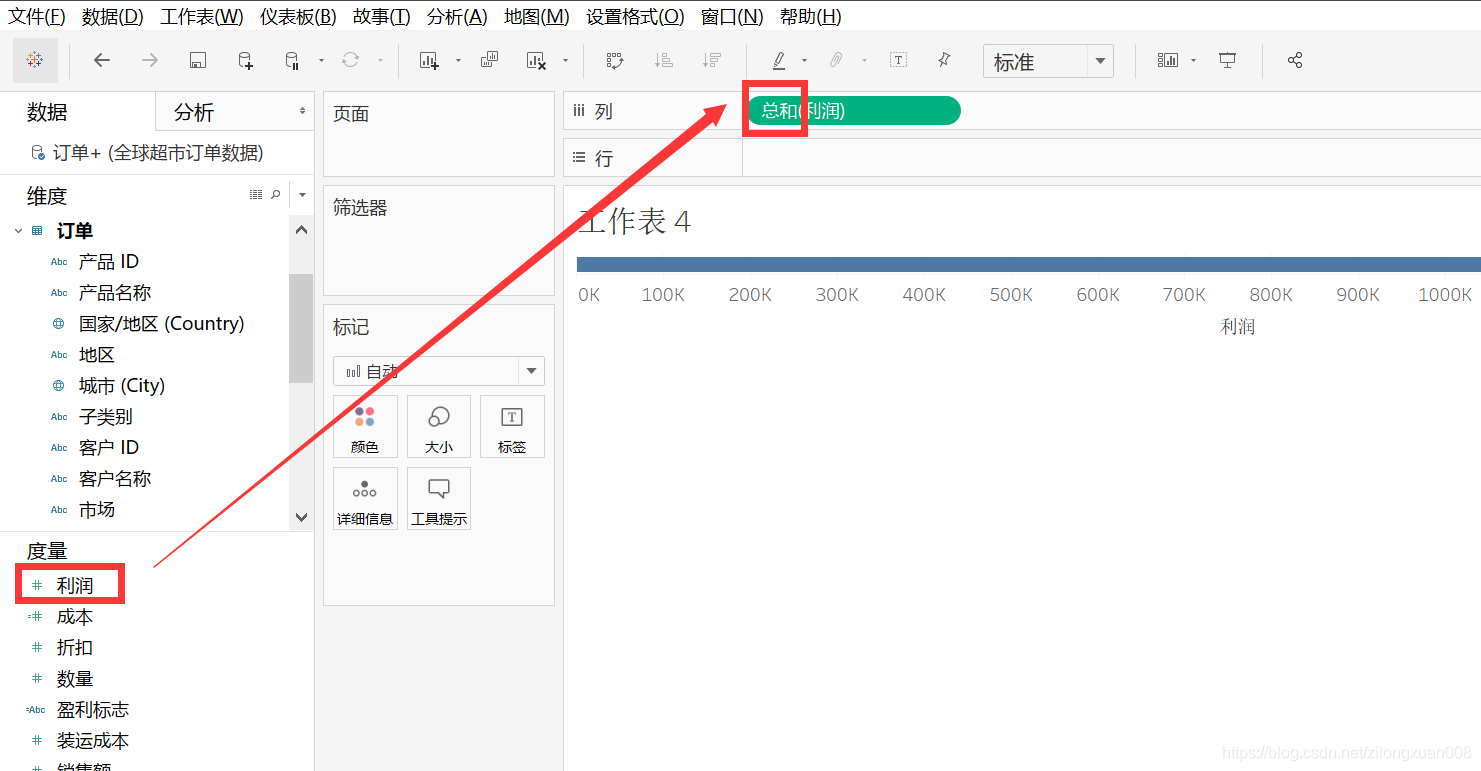 文件(F) 数据(D) 工作表(W) 仪表板(B) 故事(T) 分析(A) 地图(M) 设置格式(O) 窗口(N) 帮助(H)
标准
数据 分析
订单+ (全球超市订单数据)
维度
订单
Abc 产品 ID
Abc 产品名称
国家/地区 (Country)
Abc 地区
城市 (City)
Abc 子类别
Abc 客户 ID
Abc 客户名称
Abc 市场
度量
# 利润
=# 成本
# 折扣
# 数量
=Abc 盈利标志
# 装运成本
# 销售额
页面
筛选器
标记
自动
颜色 大小 标签
详细信息 工具提示
列 总和(利润)
行
工作表 4
0K 100K 200K 300K 400K 500K 600K 700K 800K 900K 1000K
利润
https://blog.csdn.net/zilongxuan008